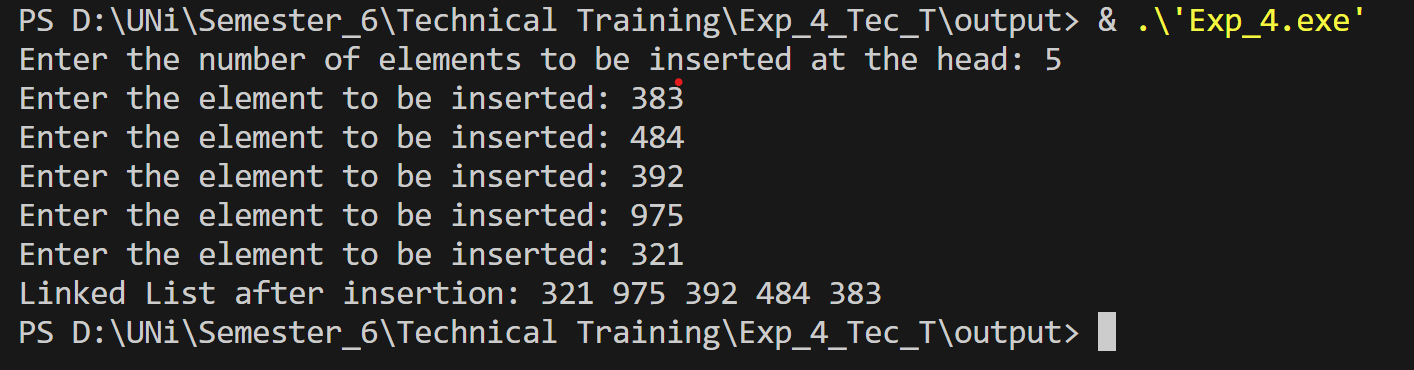 PS D:\UNi\Semester_6\Technical Training\Exp_4_Tec_T\output> & .\'Exp_4.exe'
Enter the number of elements to be inserted at the head: 5
Enter the element to be inserted: 383
Enter the element to be inserted: 484
Enter the element to be inserted: 392
Enter the element to be inserted: 975
Enter the element to be inserted: 321
Linked List after insertion: 321 975 392 484 383
PS D:\UNi\Semester_6\Technical Training\Exp_4_Tec_T\output>